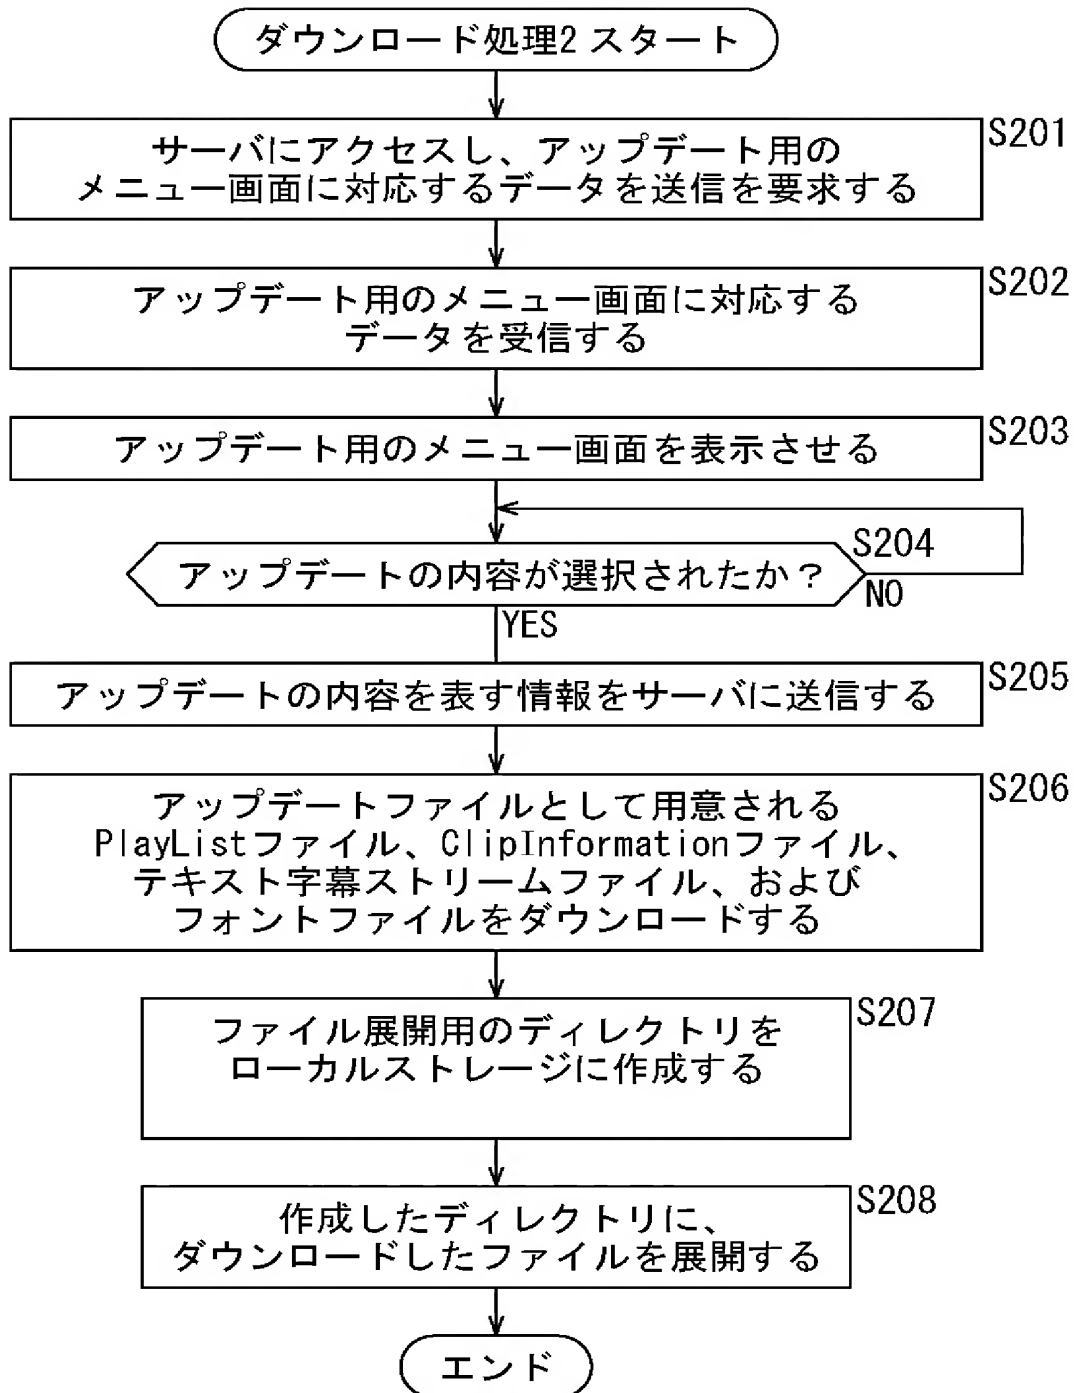 ダウンロード処理2 スタート
S201
サーバにアクセスし、アップデート用の
メニュー画面に対応するデータを送信を要求する
S202
アップデート用のメニュー画面に対応する
データを受信する
S203
アップデート用のメニュー画面を表示させる
S204
アップデートの内容が選択されたか？
NO
YES
S205
アップデートの内容を表す情報をサーバに送信する
S206
アップデートファイルとして用意される
PlayListファイル、ClipInformationファイル、
テキスト字幕ストリームファイル、および
フォントファイルをダウンロードする
S207
ファイル展開用のディレクトリを
ローカルストレージに作成する
S208
作成したディレクトリに、
ダウンロードしたファイルを展開する
エンド